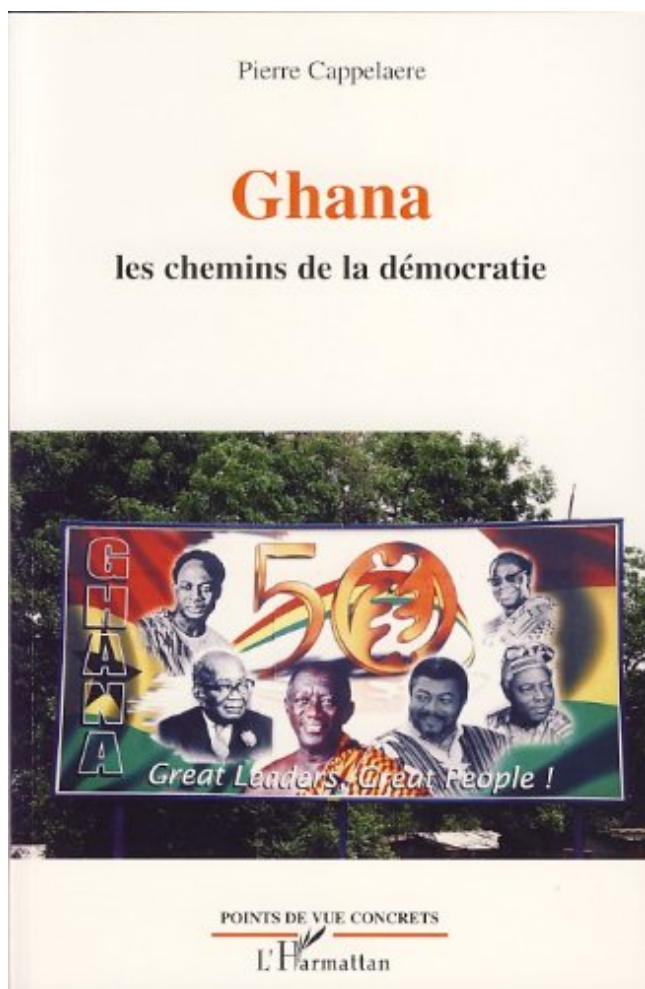 Pierre Cappelaere
Ghana
les chemins de la démocratie
GHANA
50
Great Leaders, Great People !
POINTS DE VUE CONCRETS
L'Harmattan